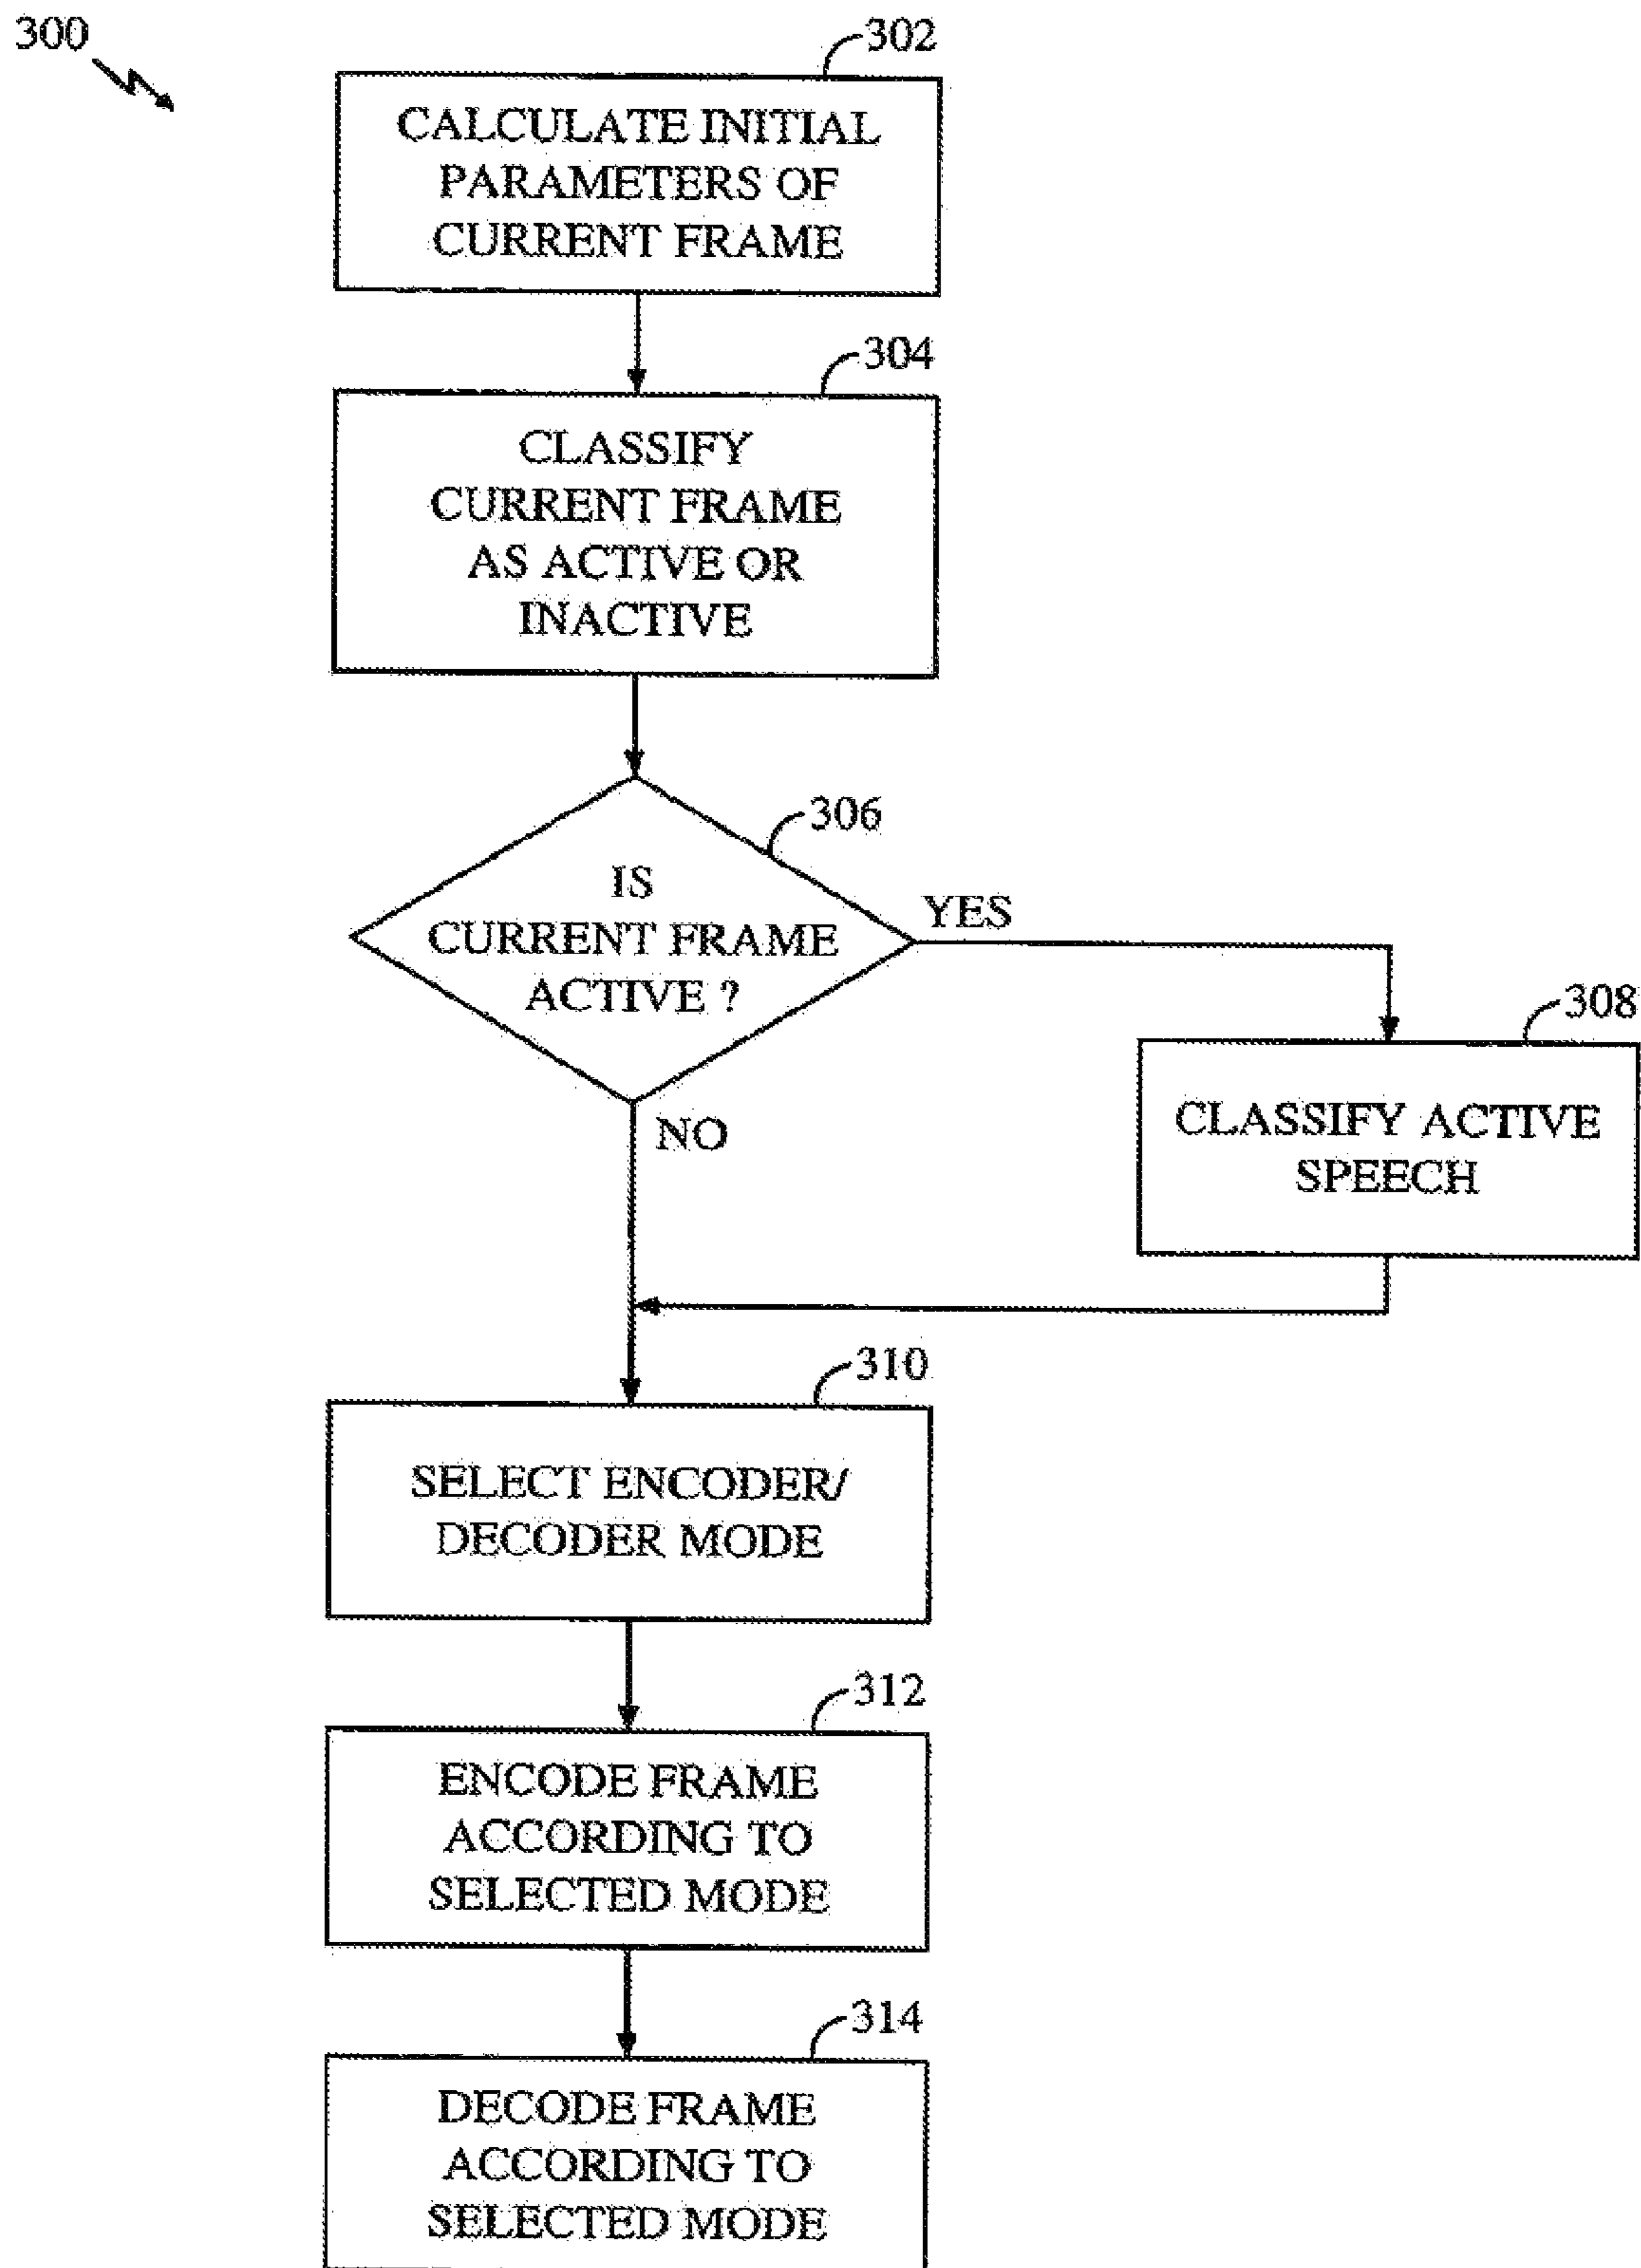 300
302
CALCULATE INITIAL
PARAMETERS OF
CURRENT FRAME
304
CLASSIFY
CURRENT FRAME
AS ACTIVE OR
INACTIVE
306
IS
CURRENT FRAME
ACTIVE ?
YES
NO
308
CLASSIFY ACTIVE
SPEECH
310
SELECT ENCODER/
DECODER MODE
312
ENCODE FRAME
ACCORDING TO
SELECTED MODE
314
DECODE FRAME
ACCORDING TO
SELECTED MODE